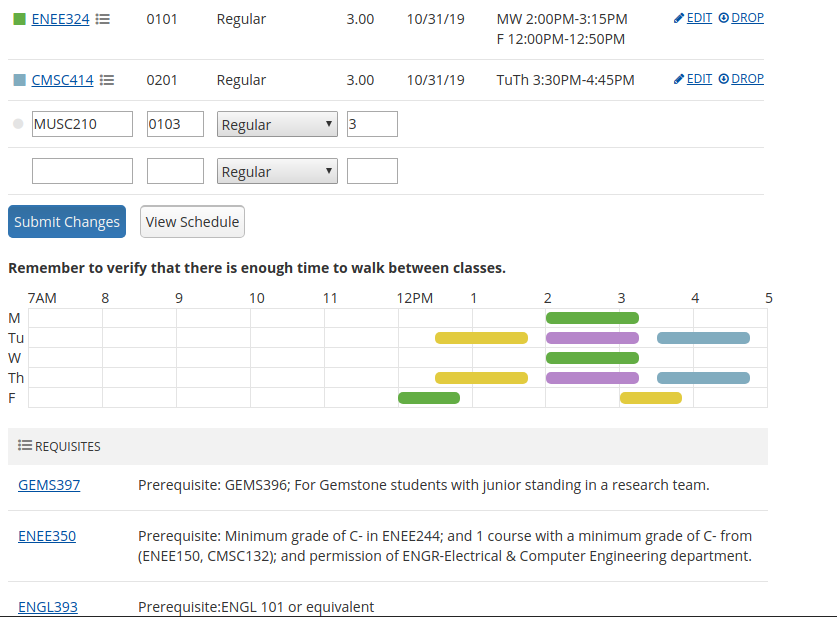 ENEE324 0101 Regular 3.00 10/31/19 MW 2:00PM-3:15PM EDIT DROP
F 12:00PM-12:50PM
CMSC414 0201 Regular 3.00 10/31/19 TuTh 3:30PM-4:45PM EDIT DROP
MUSC210 0103 Regular 3
Regular
Submit Changes View Schedule
Remember to verify that there is enough time to walk between classes.
7AM 8 9 10 11 12PM 1 2 3 4 5
M
Tu
W
Th
F
REQUISITES
GEMS397 Prerequisite: GEMS396; For Gemstone students with junior standing in a research team.
ENEE350 Prerequisite: Minimum grade of C- in ENEE244; and 1 course with a minimum grade of C- from
(ENEE150, CMSC132); and permission of ENGR-Electrical & Computer Engineering department.
ENGL393 Prerequisite:ENGL 101 or equivalent